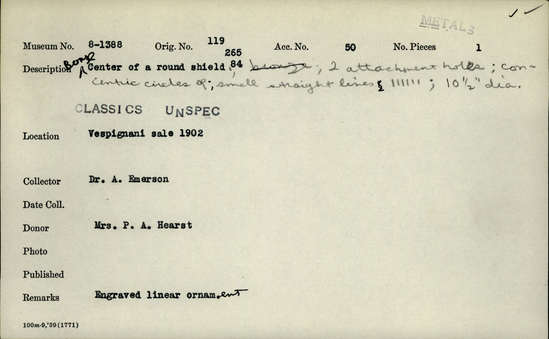 METALS
Museum No. 8-1388 Orig. No. 119 Acc. No. 50 No. Pieces 1
265
Description Center of a round shield, 84 bronze, 2 attachment holes; con-
centric circles of, small straight lines ||||||; 10½" dia.
CLASSICS UNSPEC
Location Vespignani sale 1902
Collector Dr. A. Emerson
Date Coll.
Donor Mrs. P. A. Hearst
Photo
Published
Remarks Engraved linear ornament
100m-9,'39(1771)